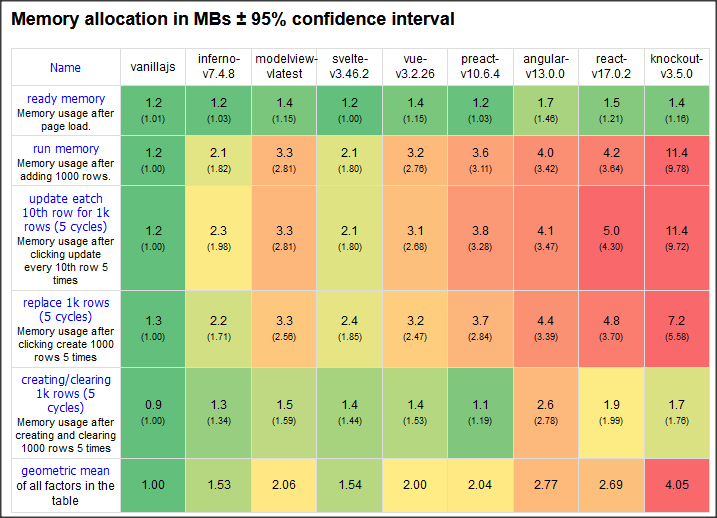 Memory allocation in MBs ± 95% confidence interval
Name vanillajs inferno-v7.4.8 modelview-vlatest svelte-v3.46.2 vue-v3.2.26 preact-v10.6.4 angular-v13.0.0 react-v17.0.2 knockout-v3.5.0
ready memory
Memory usage after
page load.
1.2 1.2 1.4 1.2 1.4 1.2 1.7 1.5 1.4
(1.01) (1.03) (1.15) (1.00) (1.15) (1.03) (1.46) (1.21) (1.16)
run memory
Memory usage after
adding 1000 rows.
1.2 2.1 3.3 2.1 3.2 3.6 4.0 4.2 11.4
(1.00) (1.82) (2.81) (1.80) (2.76) (3.11) (3.42) (3.64) (9.78)
update eatch
10th row for 1k
rows (5 cycles)
Memory usage after
clicking update
every 10th row 5
times
1.2 2.3 3.3 2.1 3.1 3.8 4.1 5.0 11.4
(1.00) (1.98) (2.81) (1.80) (2.68) (3.28) (3.47) (4.30) (9.72)
replace 1k rows
(5 cycles)
Memory usage after
clicking create 1000
rows 5 times
1.3 2.2 3.3 2.4 3.2 3.7 4.4 4.8 7.2
(1.00) (1.71) (2.56) (1.85) (2.47) (2.84) (3.39) (3.70) (5.58)
creating/clearing
1k rows (5
cycles)
Memory usage after
creating and clearing
1000 rows 5 times
0.9 1.3 1.5 1.4 1.4 1.1 2.6 1.9 1.7
(1.00) (1.34) (1.59) (1.44) (1.53) (1.19) (2.78) (1.99) (1.76)
geometric mean
of all factors in the
table
1.00 1.53 2.06 1.54 2.00 2.04 2.77 2.69 4.05